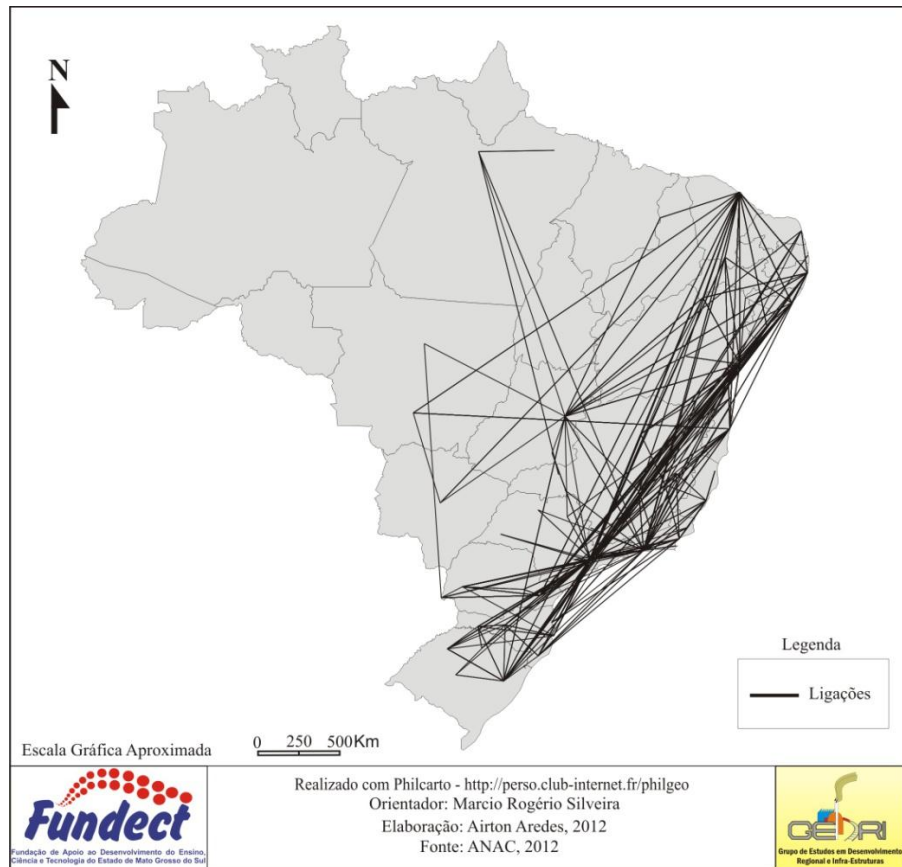 N
Legenda
Ligações
Escala Gráfica Aproximada
0 250 500Km
Fundect
Fundação de Apoio ao Desenvolvimento do Ensino,
Ciência e Tecnologia do Estado de Mato Grosso do Sul
Realizado com Philcarto - http://perso.club-internet.fr/philgeo
Orientador: Marcio Rogério Silveira
Elaboração: Airton Aredes, 2012
Fonte: ANAC, 2012
GEDRI
Grupo de Estudos em Desenvolvimento
Regional e Infra-Estruturas